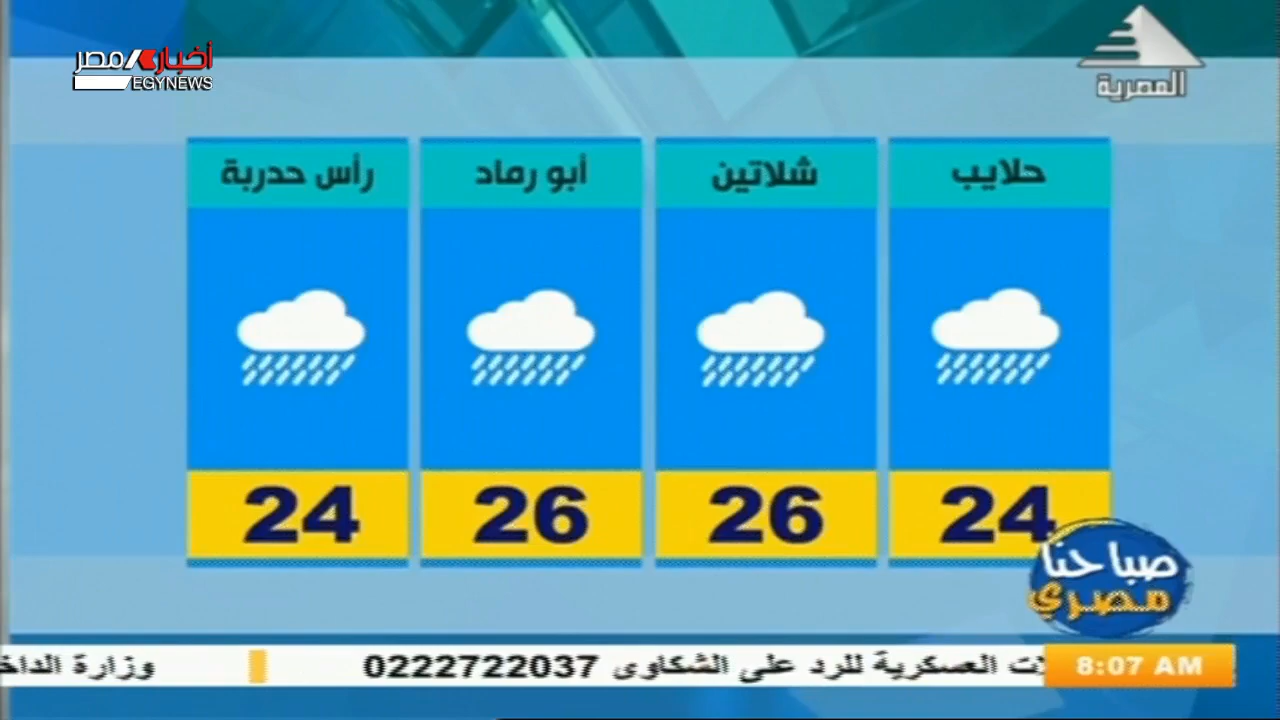 أخبار مصر
EGYNEWS
المصرية
حلايب
شلاتين
أبو رماد
رأس حدربة
24
26
26
24
صباحنا
مصري
8:07 AM
العسكرية للرد على الشكاوى 0222722037
وزارة